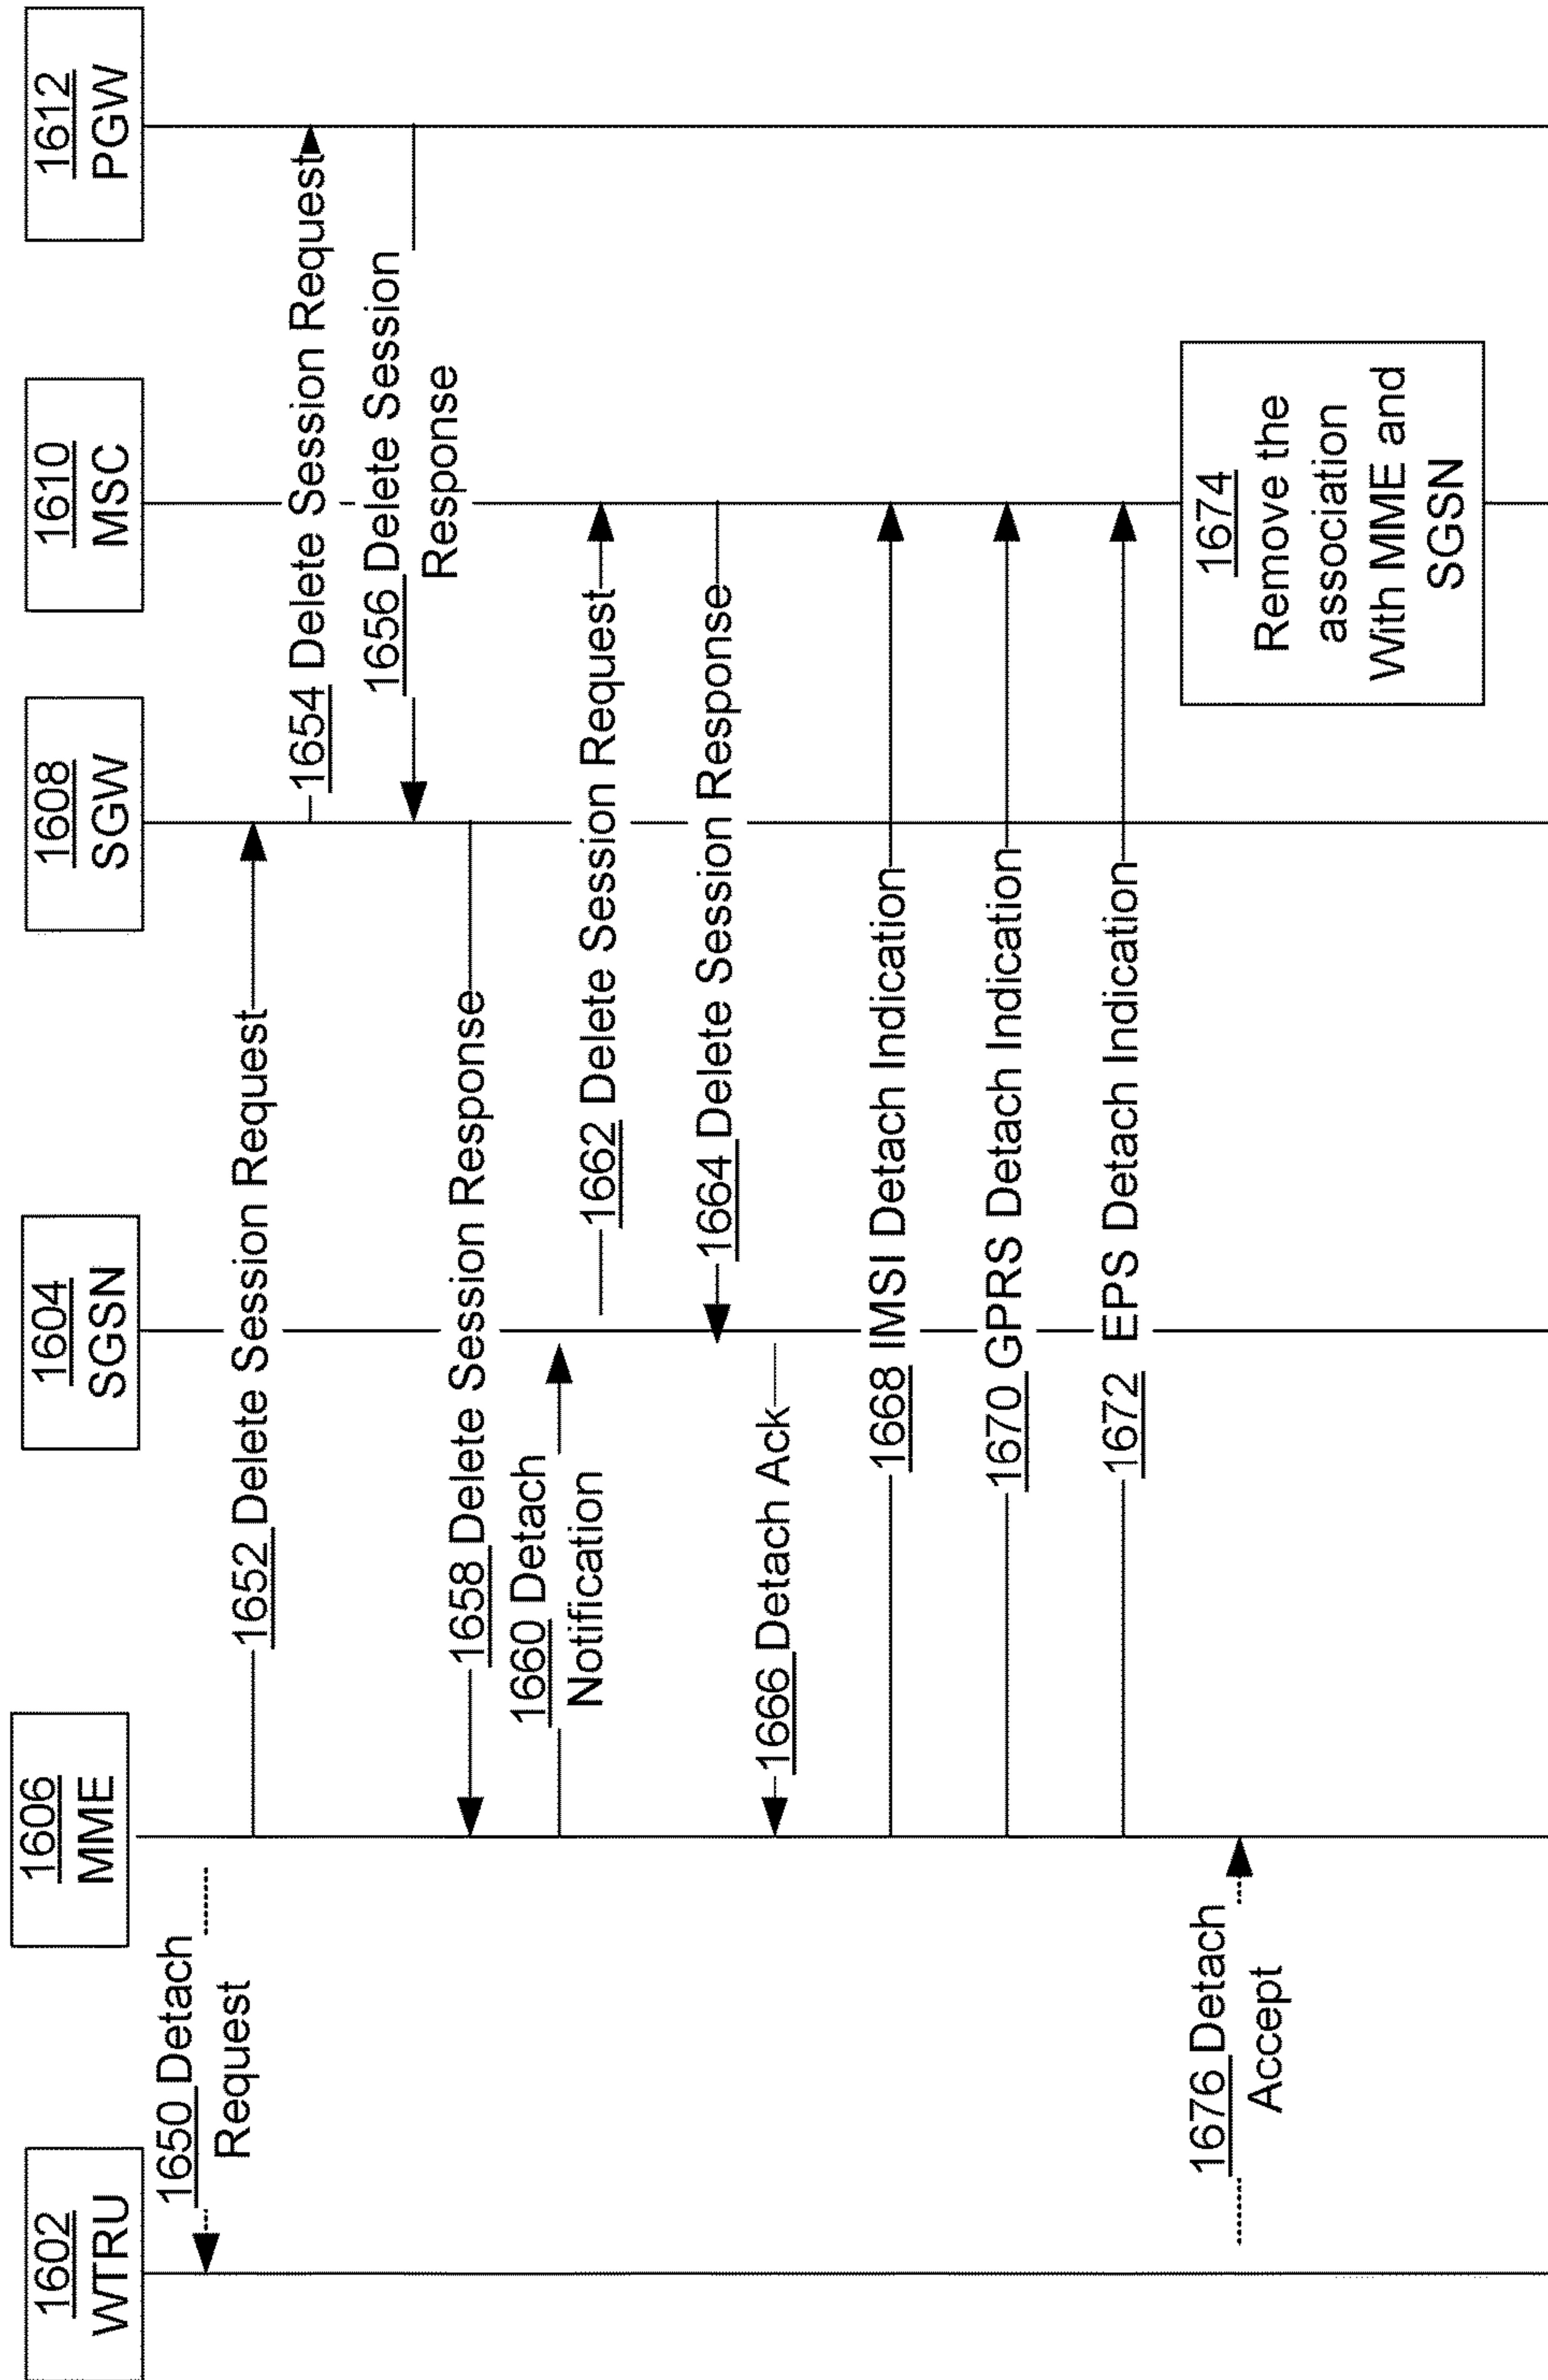 1602
WTRU
1606
MME
1604
SGSN
1608
SGW
1610
MSC
1612
PGW
1650 Detach
Request
1652 Delete Session Request
1654 Delete Session Request
1656 Delete Session
Response
1658 Delete Session Response
1660 Detach
Notification
1662 Delete Session Request
1664 Delete Session Response
1666 Detach Ack
1668 IMSI Detach Indication
1670 GPRS Detach Indication
1672 EPS Detach Indication
1674
Remove the
association
With MME and
SGSN
1676 Detach
Accept